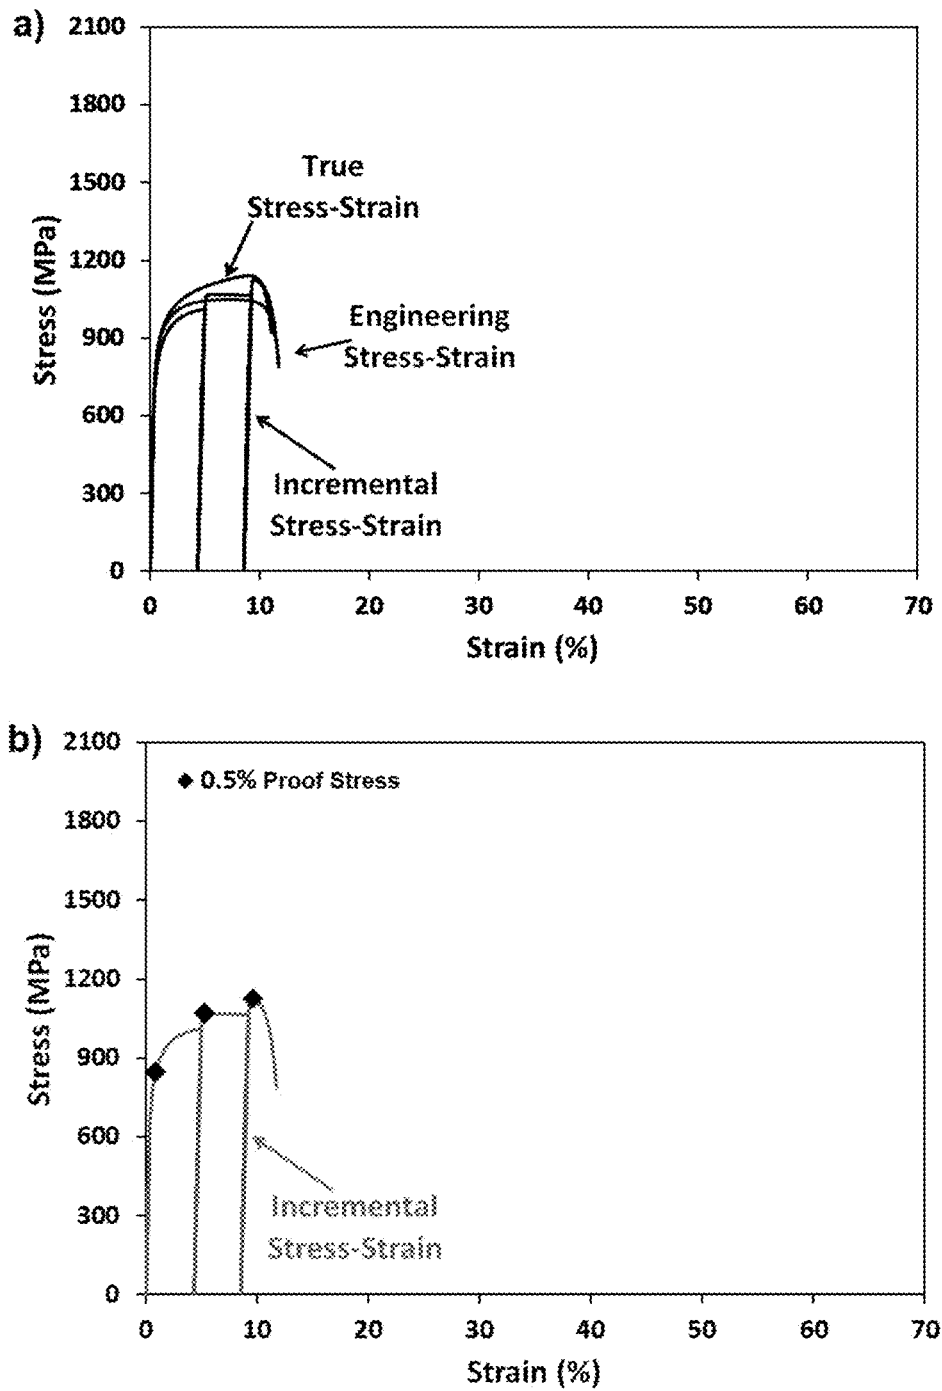 a)
2100
1800
1500
1200
900
600
300
0
Stress (MPa)
True
Stress-Strain
Engineering
Stress-Strain
Incremental
Stress-Strain
0 10 20 30 40 50 60 70
Strain (%)
b)
2100
1800
1500
1200
900
600
300
0
Stress (MPa)
0.5% Proof Stress
Incremental
Stress-Strain
0 10 20 30 40 50 60 70
Strain (%)